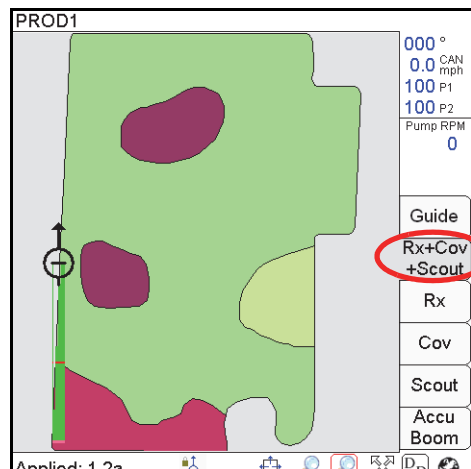 PROD1
000 °
0.0 CAN mph
100 P1
100 P2
Pump RPM
0
Guide
Rx+Cov
+Scout
Rx
Cov
Scout
Accu
Boom
Applied: 1.2a